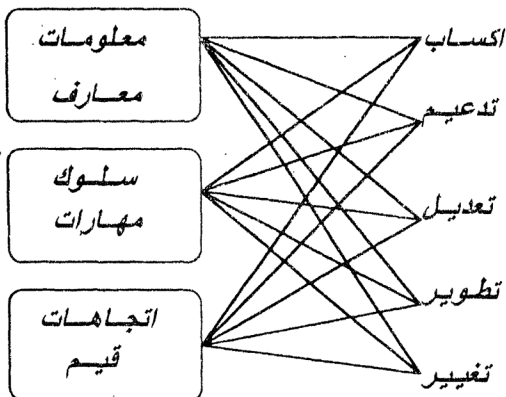 معلومات
معارف
سلوك
مهارات
اتجاهات
قيم
اكساب
تدعيم
تعديل
تطوير
تغيير